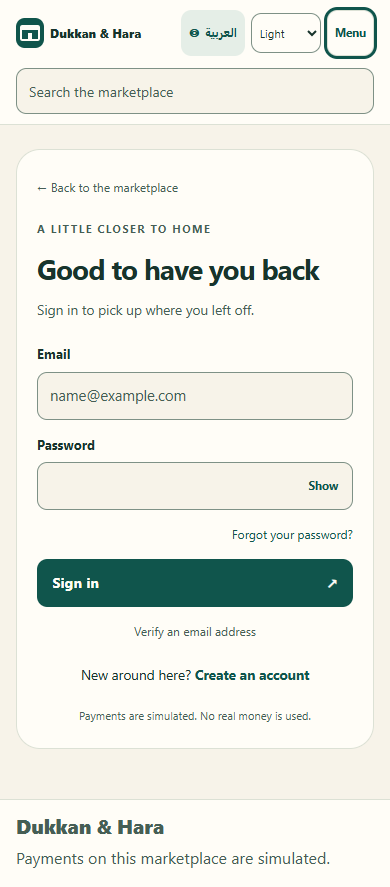 Dukkan & Hara
العربية
Light
Menu
Search the marketplace
← Back to the marketplace
A LITTLE CLOSER TO HOME
Good to have you back
Sign in to pick up where you left off.
Email
name@example.com
Password
Show
Forgot your password?
Sign in ↗
Verify an email address
New around here? Create an account
Payments are simulated. No real money is used.
Dukkan & Hara
Payments on this marketplace are simulated.